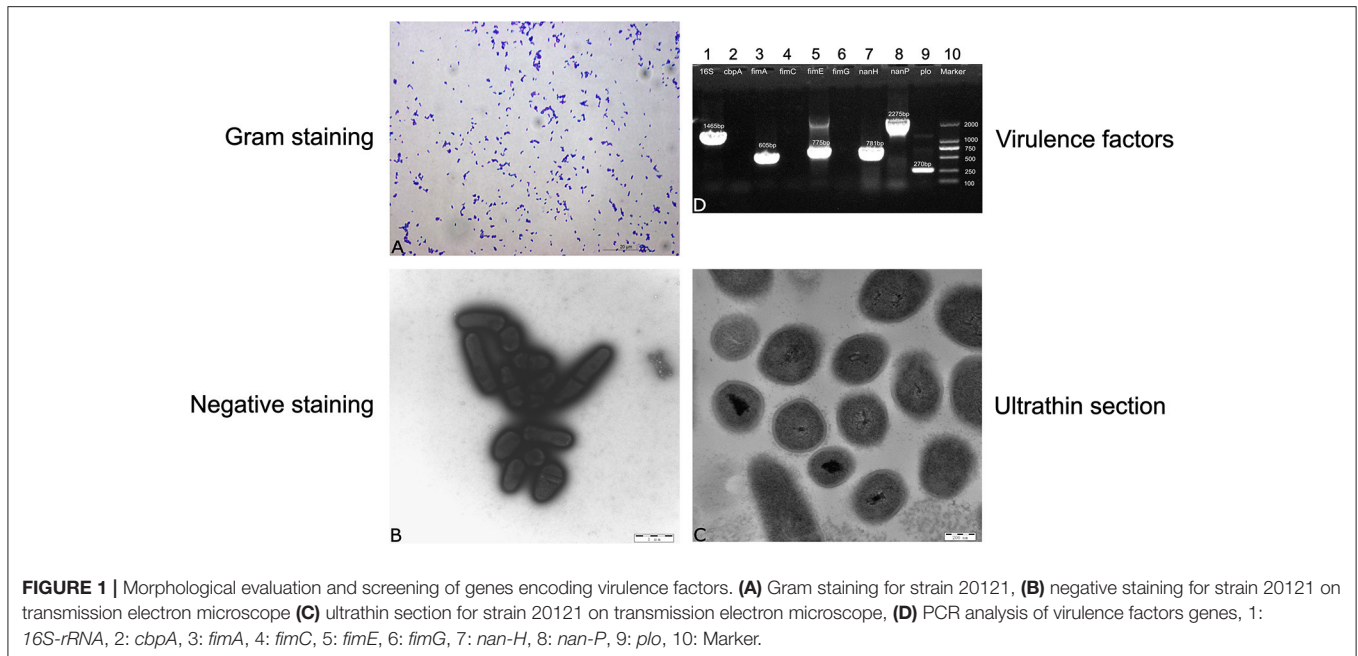 1 2 3 4 5 6 7 8 9 10
16S cbpA fimA fimC fimE fimG nanH nanP plo Marker
1465bp 605bp 775bp 781bp 2275bp 270bp
2000
1000
750
500
250
100
Gram staining
Virulence factors
A
20 µm
D
Negative staining
Ultrathin section
B
C
200 nm
FIGURE 1 | Morphological evaluation and screening of genes encoding virulence factors. (A) Gram staining for strain 20121, (B) negative staining for strain 20121 on
transmission electron microscope (C) ultrathin section for strain 20121 on transmission electron microscope, (D) PCR analysis of virulence factors genes, 1:
16S-rRNA, 2: cbpA, 3: fimA, 4: fimC, 5: fimE, 6: fimG, 7: nan-H, 8: nan-P, 9: plo, 10: Marker.